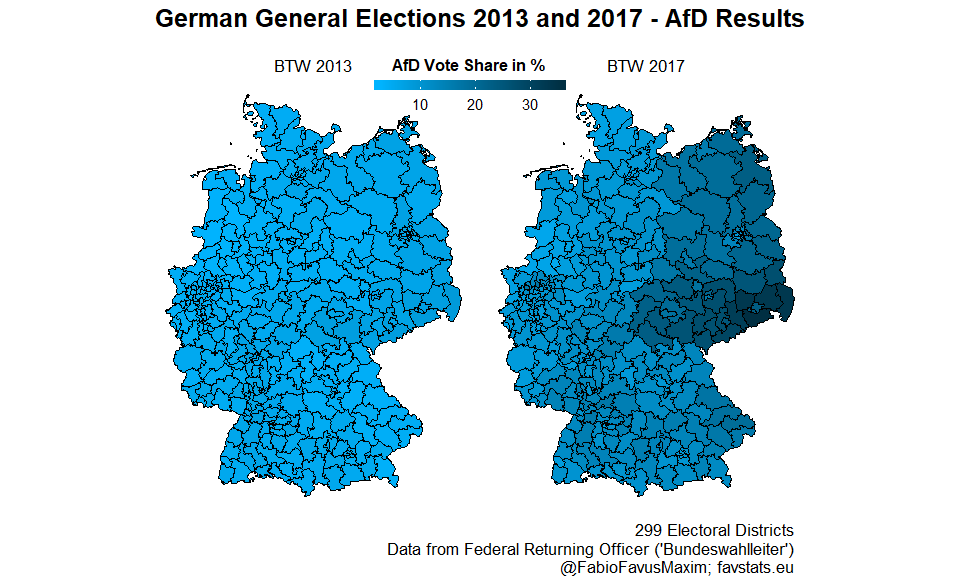 German General Elections 2013 and 2017 - AfD Results
BTW 2013
AfD Vote Share in %
BTW 2017
10 20 30
299 Electoral Districts
Data from Federal Returning Officer ('Bundeswahlleiter')
@FabioFavusMaxim; favstats.eu